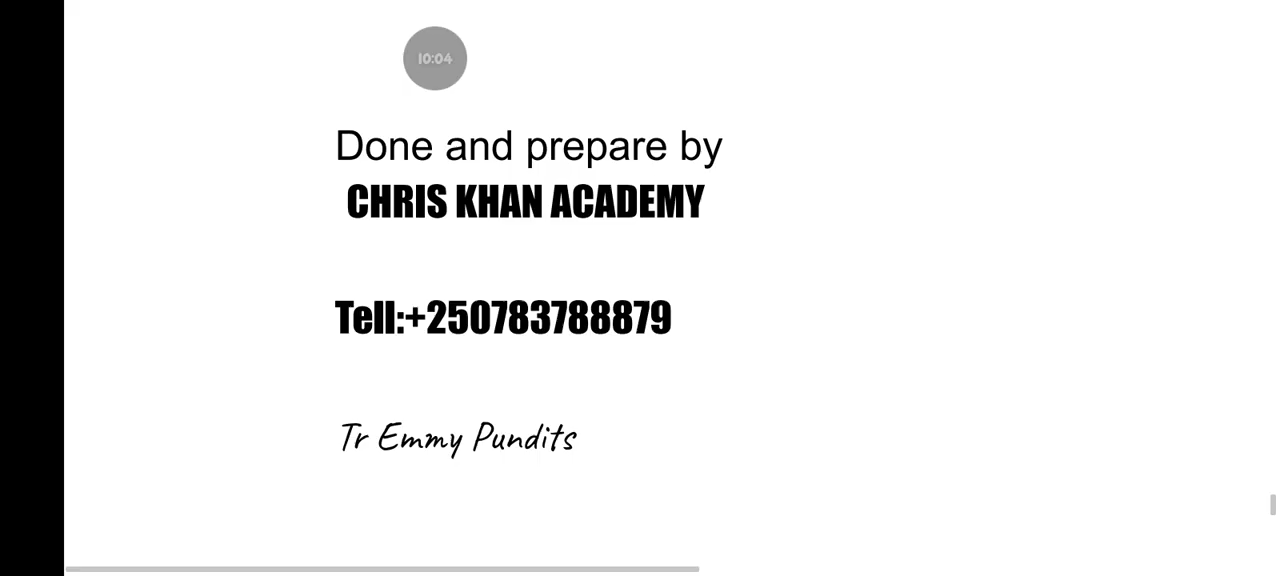 10:04
Done and prepare by
CHRIS KHAN ACADEMY
Tell:+250783788879
Tr Emmy Pundits